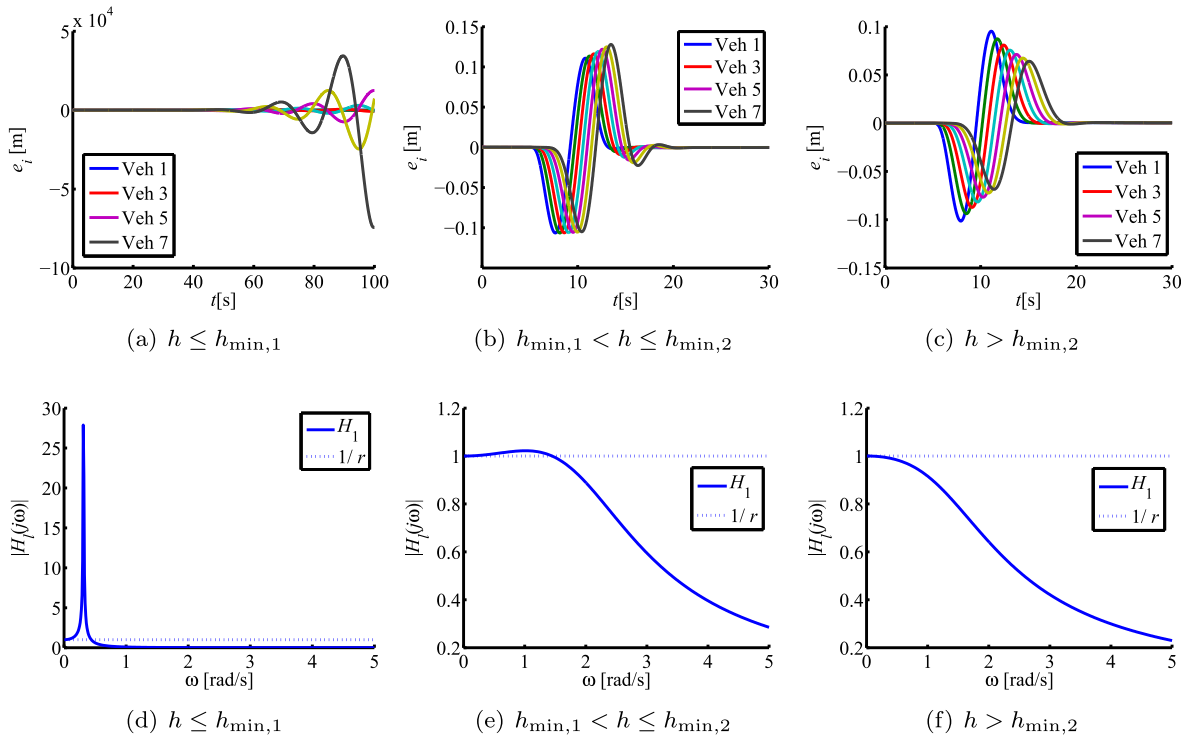 x 10⁴
5
0
−5
−10
e_i [m]
Veh 1
Veh 3
Veh 5
Veh 7
0 20 40 60 80 100
t[s]
(a) h ≤ h_min,1
0.15
0.1
0.05
0
−0.05
−0.1
e_i [m]
Veh 1
Veh 3
Veh 5
Veh 7
0 10 20 30
t[s]
(b) h_min,1 < h ≤ h_min,2
0.1
0.05
0
−0.05
−0.1
−0.15
e_i [m]
Veh 1
Veh 3
Veh 5
Veh 7
0 10 20 30
t[s]
(c) h > h_min,2
30
25
20
15
10
5
0
|H_l(jω)|
H_1
1/ r
0 1 2 3 4 5
ω [rad/s]
(d) h ≤ h_min,1
1.2
1
0.8
0.6
0.4
0.2
|H_l(jω)|
H_1
1/ r
0 1 2 3 4 5
ω [rad/s]
(e) h_min,1 < h ≤ h_min,2
1.2
1
0.8
0.6
0.4
0.2
|H_l(jω)|
H_1
1/ r
0 1 2 3 4 5
ω [rad/s]
(f) h > h_min,2